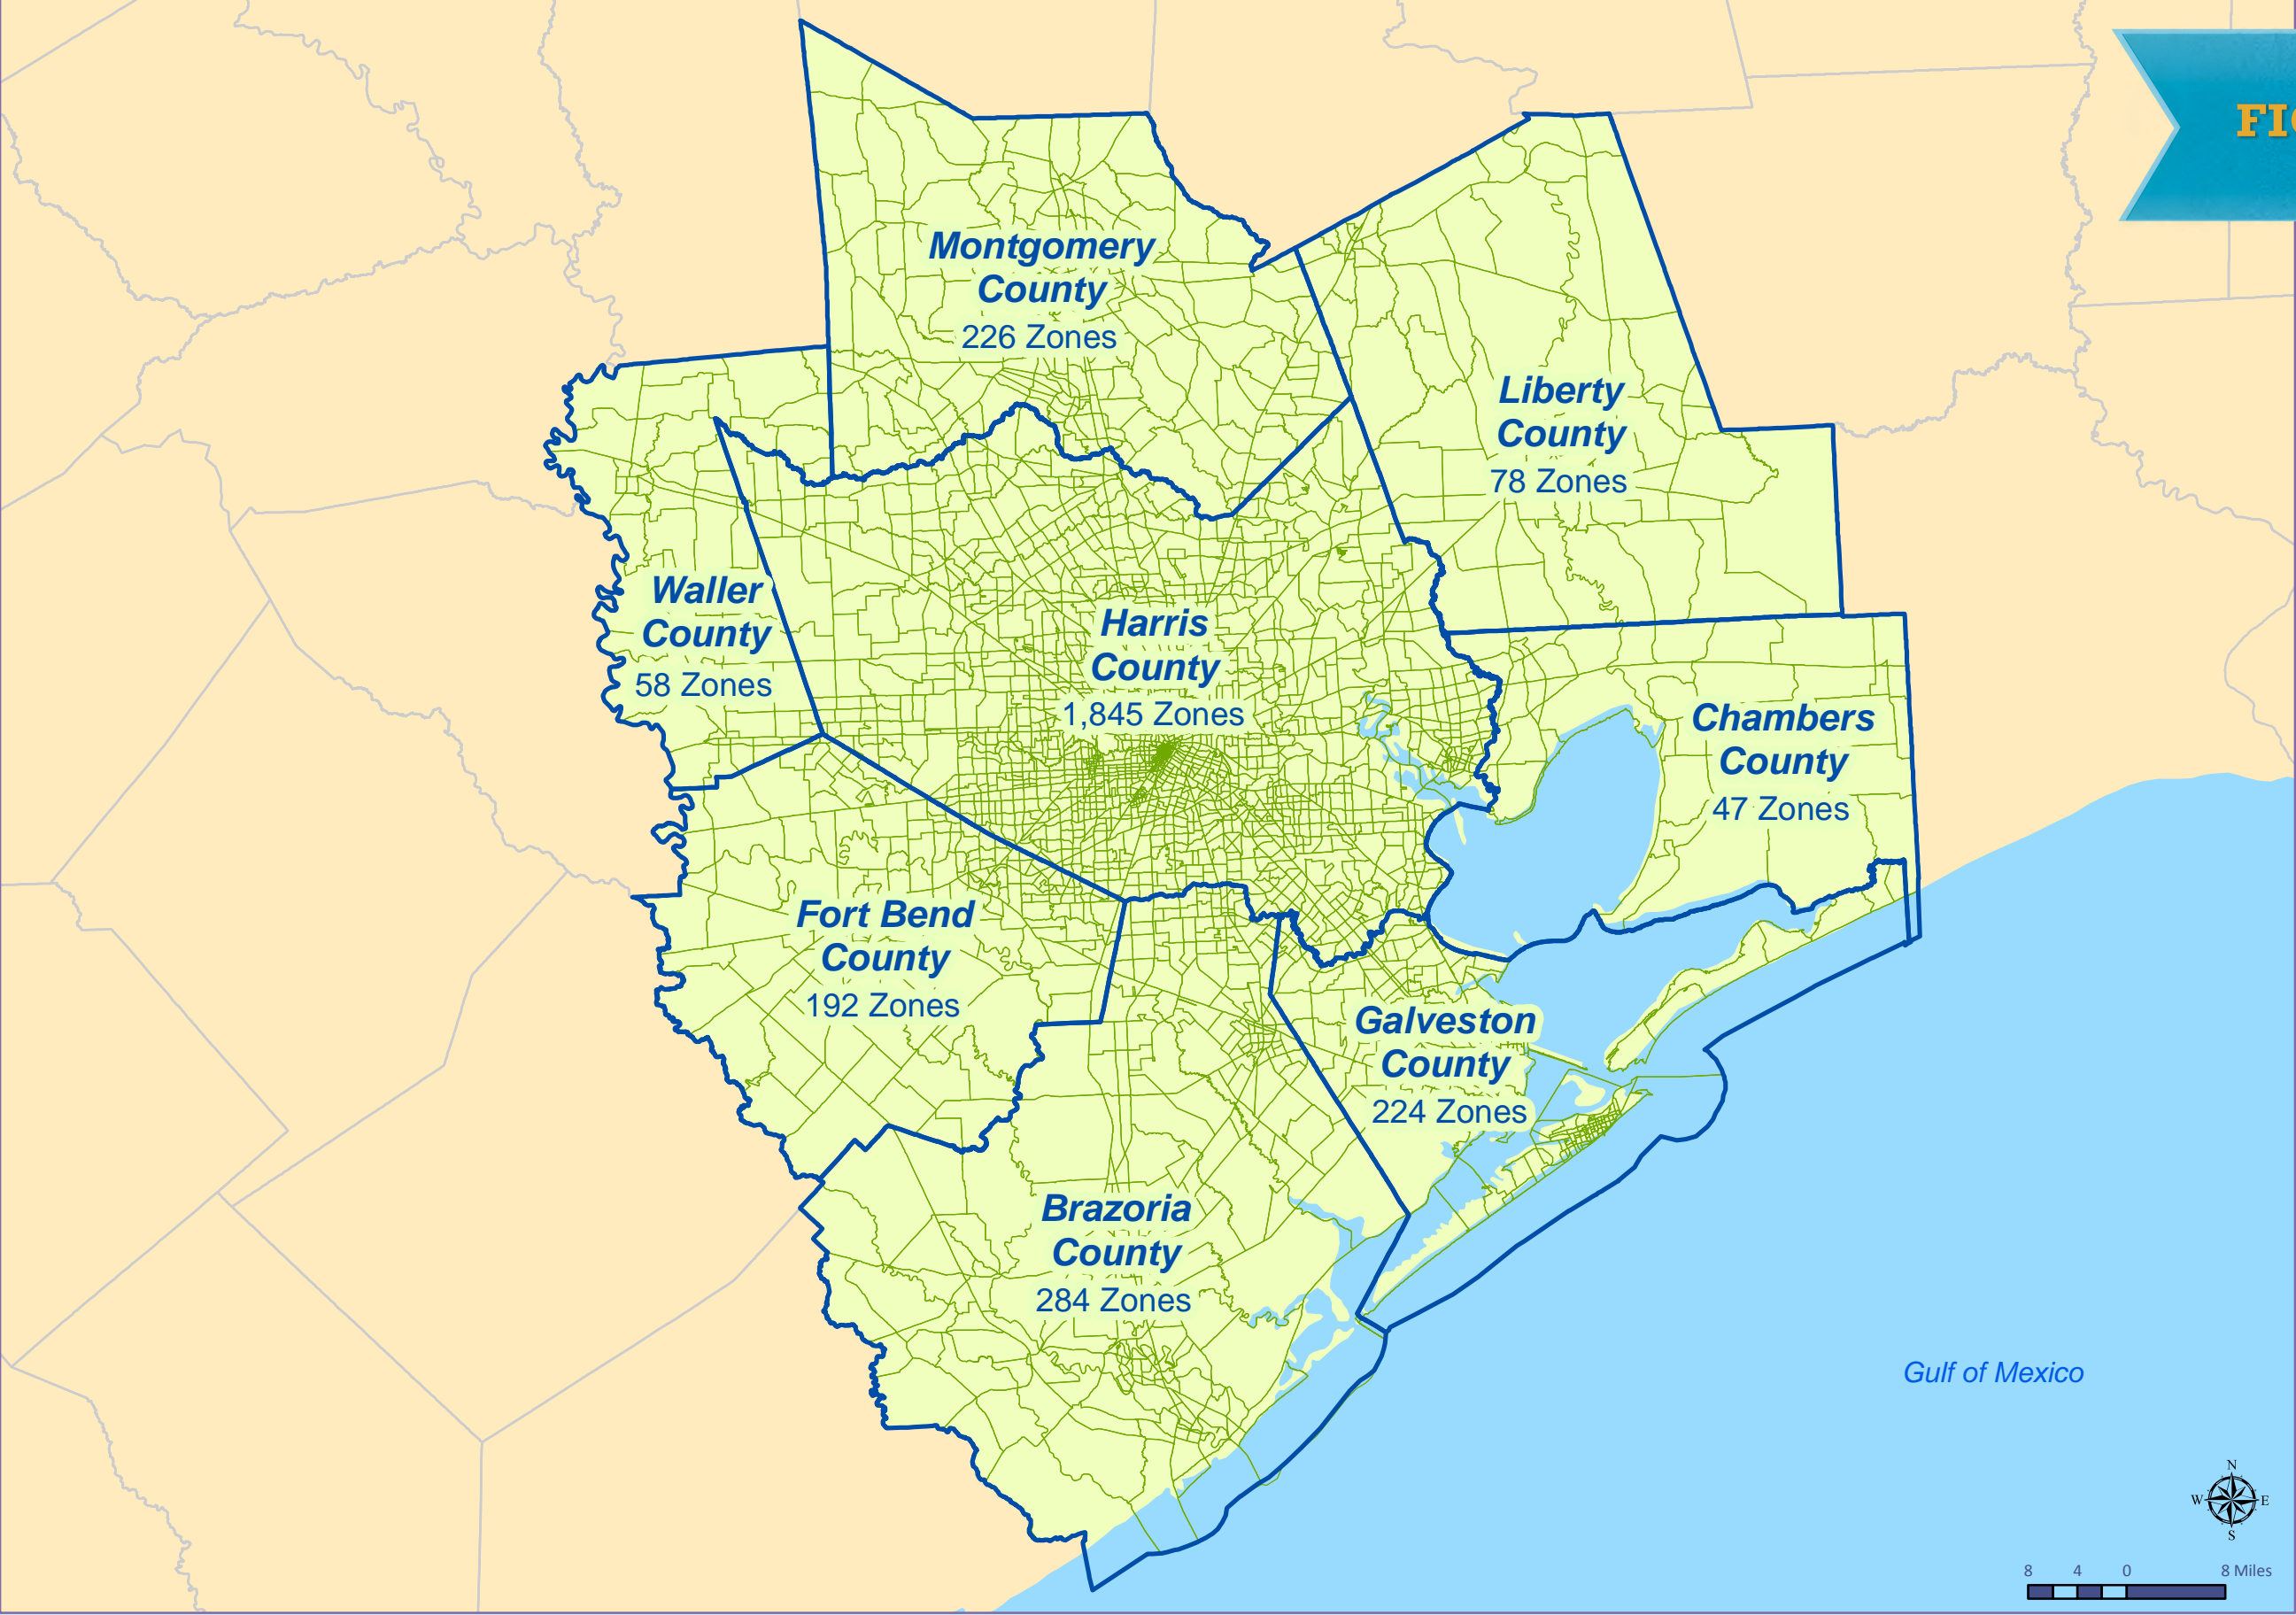 FI
Montgomery
County
226 Zones
Liberty
County
78 Zones
Waller
County
58 Zones
Harris
County
1,845 Zones
Chambers
County
47 Zones
Fort Bend
County
192 Zones
Galveston
County
224 Zones
Brazoria
County
284 Zones
Gulf of Mexico
N
W E
S
8 4 0 8 Miles